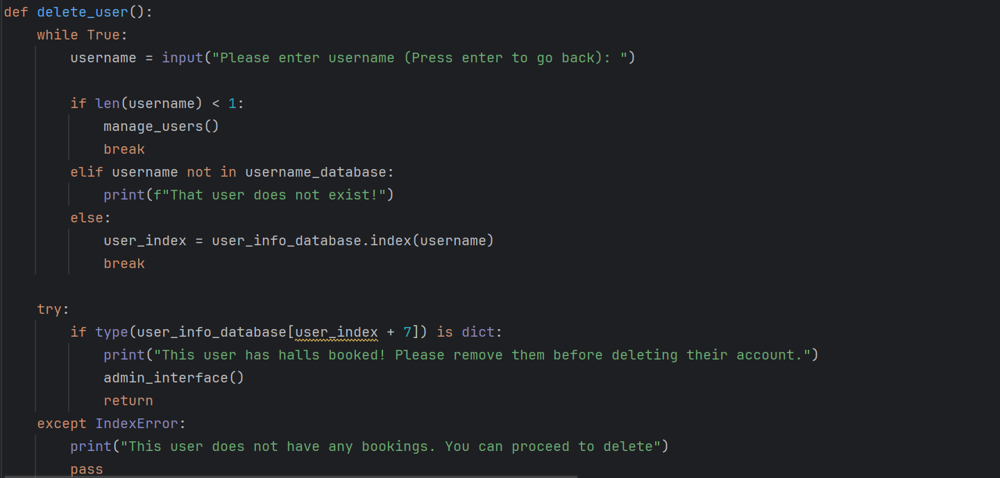 def delete_user():
    while True:
        username = input("Please enter username (Press enter to go back): ")

        if len(username) < 1:
            manage_users()
            break
        elif username not in username_database:
            print(f"That user does not exist!")
        else:
            user_index = user_info_database.index(username)
            break

    try:
        if type(user_info_database[user_index + 7]) is dict:
            print("This user has halls booked! Please remove them before deleting their account.")
            admin_interface()
            return
    except IndexError:
        print("This user does not have any bookings. You can proceed to delete")
        pass